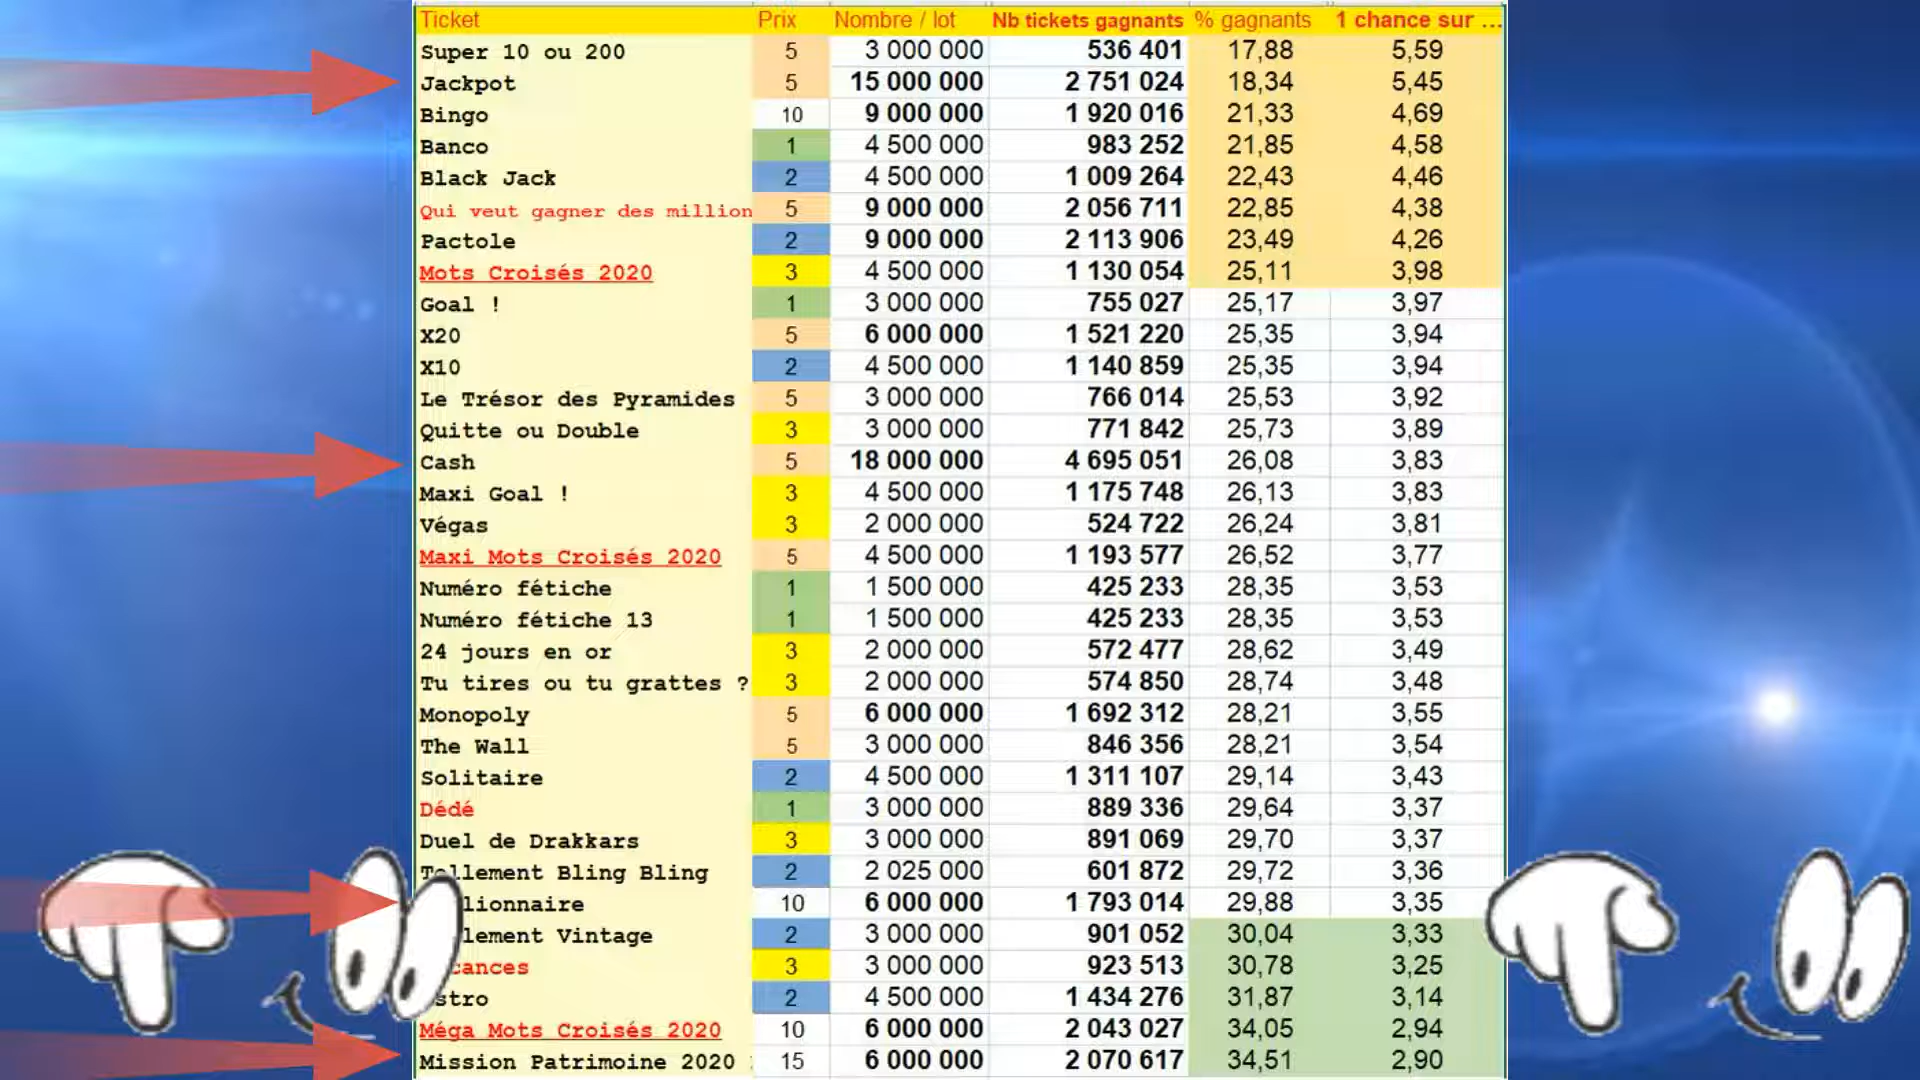 Ticket Prix Nombre / lot Nb tickets gagnants % gagnants 1 chance sur ...
Super 10 ou 200 5 3 000 000 536 401 17,88 5,59
Jackpot 5 15 000 000 2 751 024 18,34 5,45
Bingo 10 9 000 000 1 920 016 21,33 4,69
Banco 1 4 500 000 983 252 21,85 4,58
Black Jack 2 4 500 000 1 009 264 22,43 4,46
Qui veut gagner des million 5 9 000 000 2 056 711 22,85 4,38
Pactole 2 9 000 000 2 113 906 23,49 4,26
Mots Croisés 2020 3 4 500 000 1 130 054 25,11 3,98
Goal ! 1 3 000 000 755 027 25,17 3,97
X20 5 6 000 000 1 521 220 25,35 3,94
X10 2 4 500 000 1 140 859 25,35 3,94
Le Trésor des Pyramides 5 3 000 000 766 014 25,53 3,92
Quitte ou Double 3 3 000 000 771 842 25,73 3,89
Cash 5 18 000 000 4 695 051 26,08 3,83
Maxi Goal ! 3 4 500 000 1 175 748 26,13 3,83
Végas 3 2 000 000 524 722 26,24 3,81
Maxi Mots Croisés 2020 5 4 500 000 1 193 577 26,52 3,77
Numéro fétiche 1 1 500 000 425 233 28,35 3,53
Numéro fétiche 13 1 1 500 000 425 233 28,35 3,53
24 jours en or 3 2 000 000 572 477 28,62 3,49
Tu tires ou tu grattes ? 3 2 000 000 574 850 28,74 3,48
Monopoly 5 6 000 000 1 692 312 28,21 3,55
The Wall 5 3 000 000 846 356 28,21 3,54
Solitaire 2 4 500 000 1 311 107 29,14 3,43
Dédé 1 3 000 000 889 336 29,64 3,37
Duel de Drakkars 3 3 000 000 891 069 29,70 3,37
Tellement Bling Bling 2 2 025 000 601 872 29,72 3,36
lionnaire 10 6 000 000 1 793 014 29,88 3,35
lement Vintage 2 3 000 000 901 052 30,04 3,33
cances 3 3 000 000 923 513 30,78 3,25
stro 2 4 500 000 1 434 276 31,87 3,14
Méga Mots Croisés 2020 10 6 000 000 2 043 027 34,05 2,94
Mission Patrimoine 2020 15 6 000 000 2 070 617 34,51 2,90